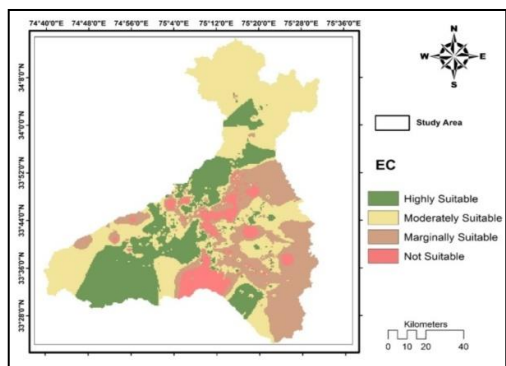 74°40'0"E 74°48'0"E 74°56'0"E 75°4'0"E 75°12'0"E 75°20'0"E 75°28'0"E 75°36'0"E
N
W E
S
34°8'0"N
34°0'0"N
33°52'0"N
33°44'0"N
33°36'0"N
33°28'0"N
Study Area
EC
Highly Suitable
Moderately Suitable
Marginally Suitable
Not Suitable
Kilometers
0 5 10 20 40